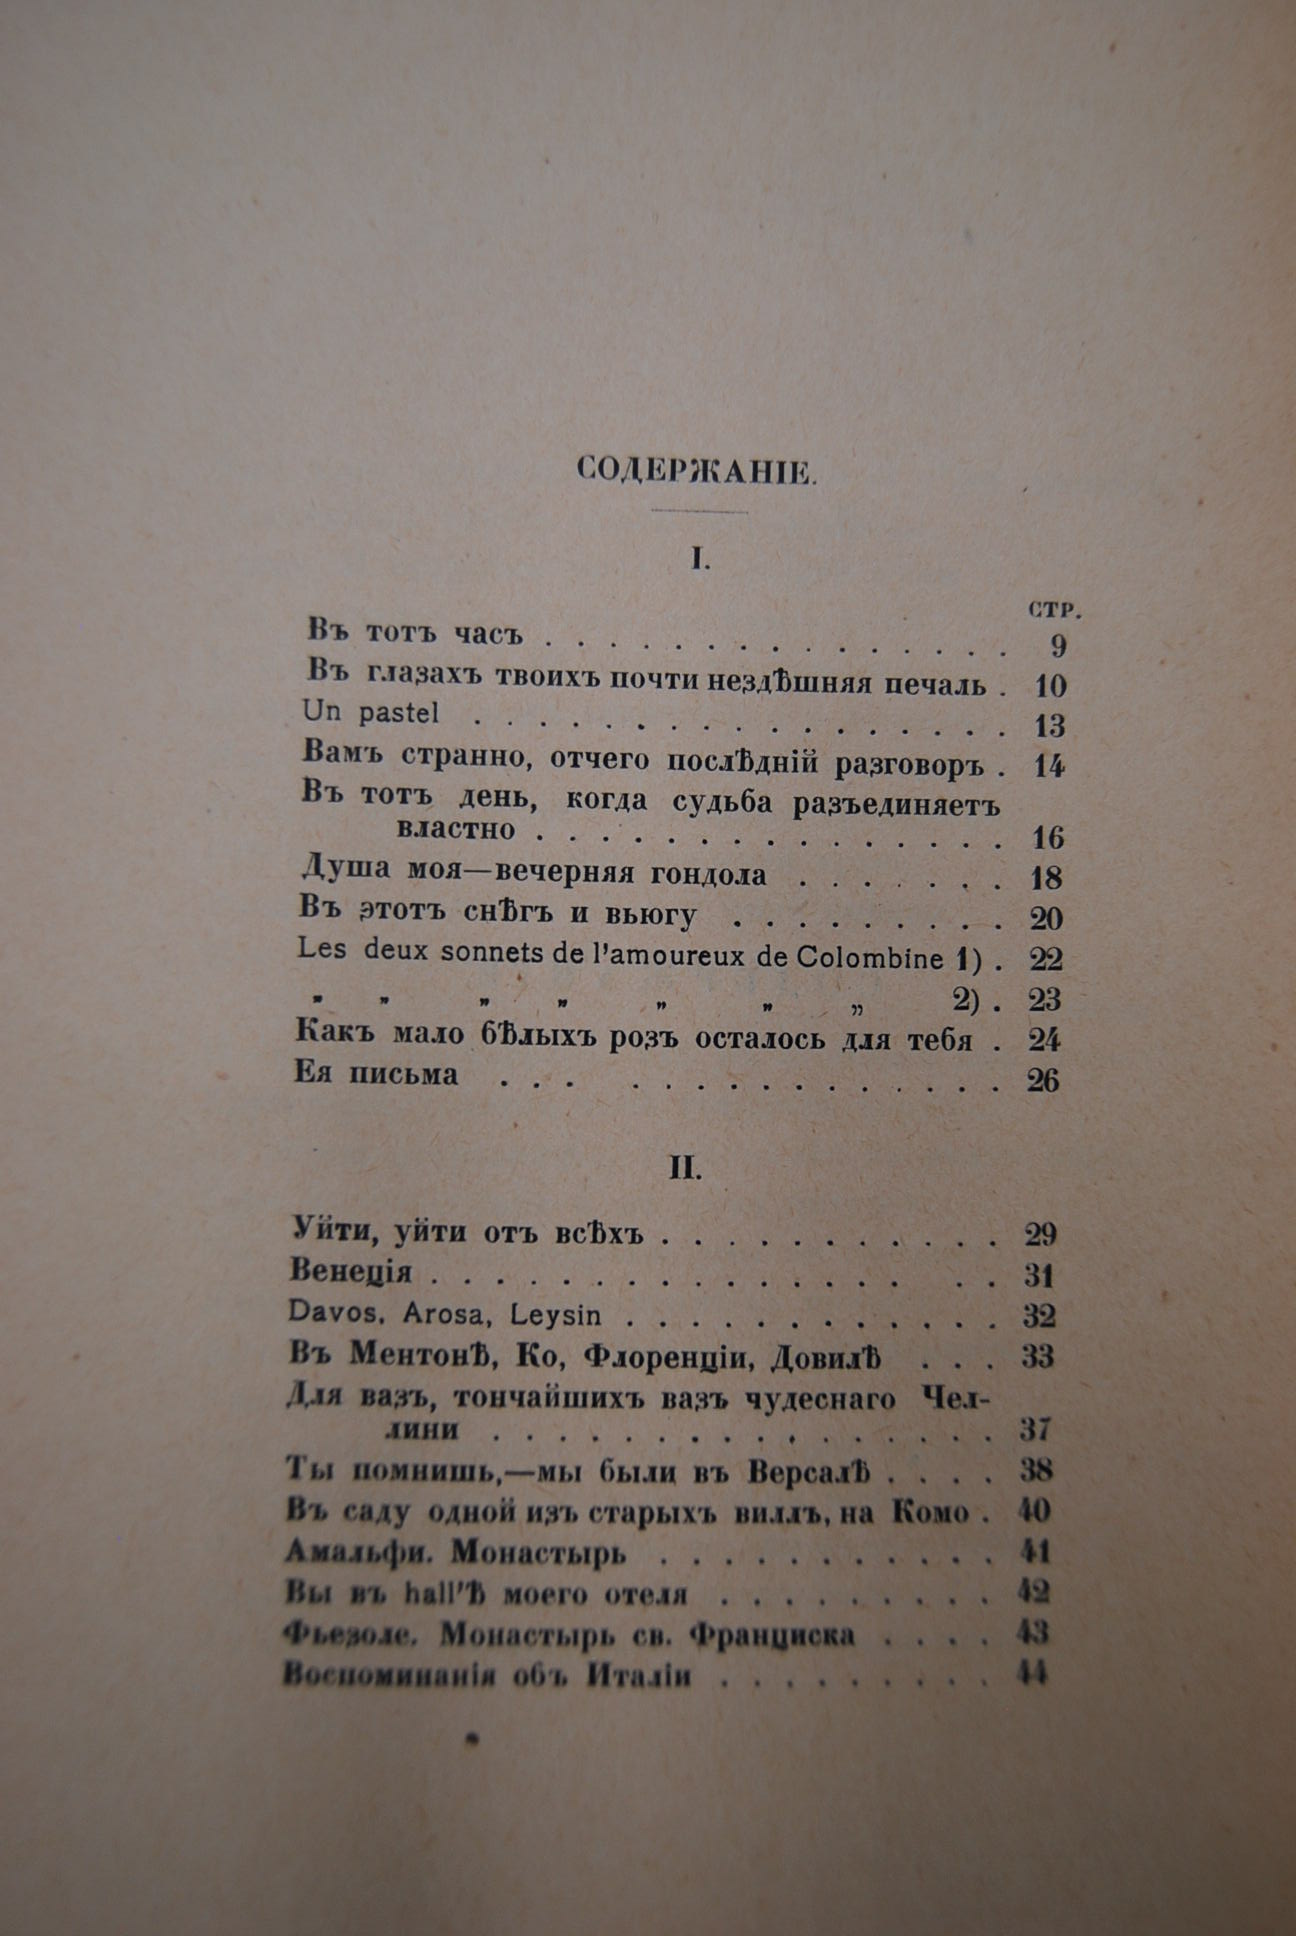 СОДЕРЖАНІЕ.
I.
СТР.
Въ тотъ часъ . . . . . . . . . . . . . . . 9
Въ глазахъ твоихъ почти нездѣшняя печаль . 10
Un pastel . . . . . . . . . . . . . . . . . 13
Вамъ странно, отчего послѣдній разговоръ . 14
Въ тотъ день, когда судьба разъединяетъ
властно . . . . . . . . . . . . . . . 16
Душа моя—вечерняя гондола . . . . . . . 18
Въ этотъ снѣгъ и вьюгу . . . . . . . . . 20
Les deux sonnets de l'amoureux de Colombine 1) . 22
„ „ „ „ „ „ „ 2) . 23
Какъ мало бѣлыхъ розъ осталось для тебя . 24
Ея письма . . . . . . . . . . . . . . . 26
II.
Уйти, уйти отъ всѣхъ . . . . . . . . . . . 29
Венеція . . . . . . . . . . . . . . . . . 31
Davos, Arosa, Leysin . . . . . . . . . . . . 32
Въ Ментонѣ, Ко, Флоренціи, Довилѣ . . . 33
Для вазъ, тончайшихъ вазъ чудеснаго Чел-
лини . . . . . . . . . . . . . . . . 37
Ты помнишь,—мы были въ Версалѣ . . . . 38
Въ саду одной изъ старыхъ виллъ, на Комо . 40
Амальфи. Монастырь . . . . . . . . . . . 41
Вы въ hall'ѣ моего отеля . . . . . . . . . 42
Фьезоле. Монастырь св. Франциска . . . . 43
Воспоминанія объ Италіи . . . . . . . . . 44